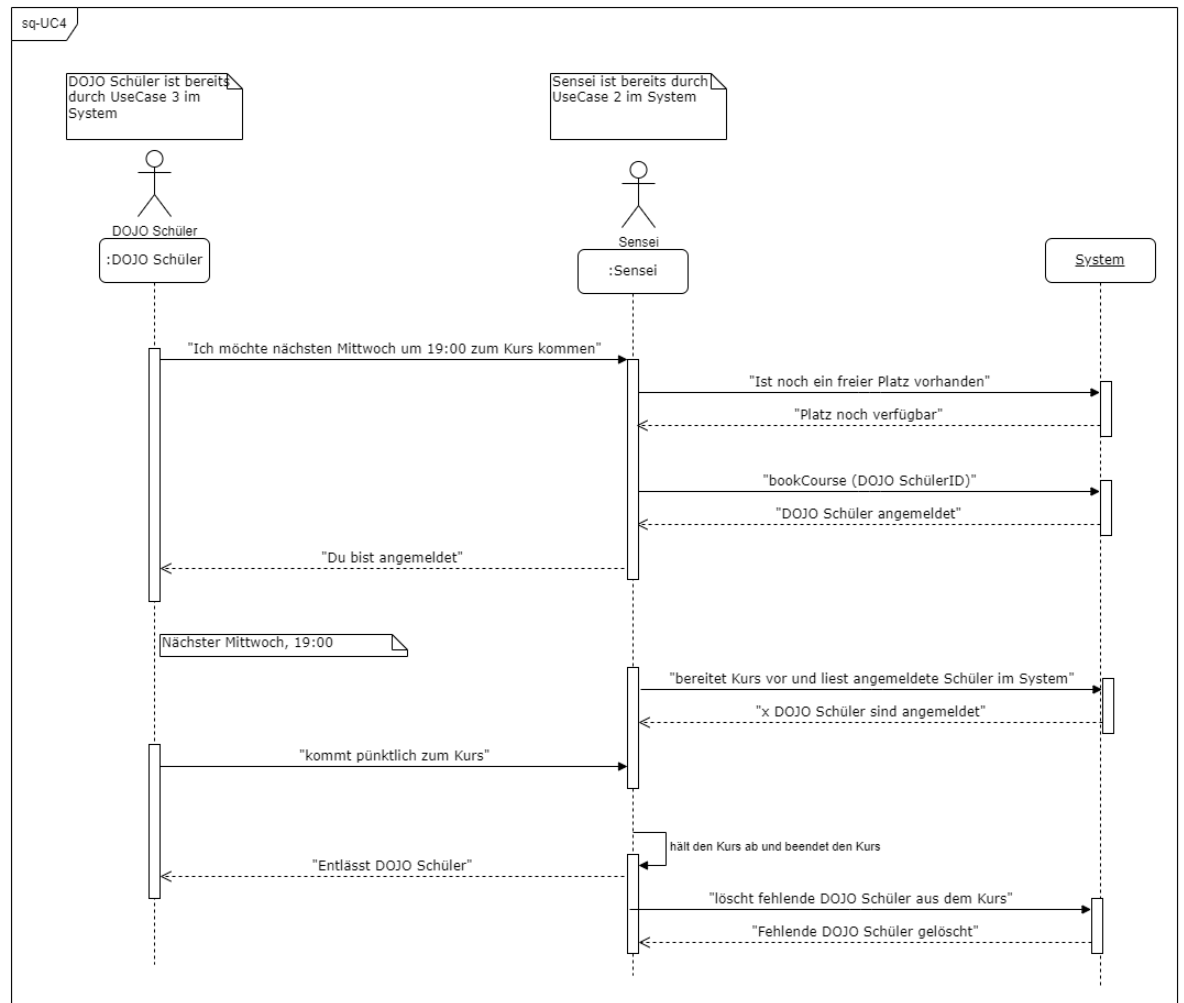 sq-UC4
DOJO Schüler ist bereits
durch UseCase 3 im
System
Sensei ist bereits durch
UseCase 2 im System
DOJO Schüler
:DOJO Schüler
Sensei
:Sensei
System
"Ich möchte nächsten Mittwoch um 19:00 zum Kurs kommen"
"Ist noch ein freier Platz vorhanden"
"Platz noch verfügbar"
"bookCourse (DOJO SchülerID)"
"DOJO Schüler angemeldet"
"Du bist angemeldet"
Nächster Mittwoch, 19:00
"bereitet Kurs vor und liest angemeldete Schüler im System"
"x DOJO Schüler sind angemeldet"
"kommt pünktlich zum Kurs"
hält den Kurs ab und beendet den Kurs
"Entlässt DOJO Schüler"
"löscht fehlende DOJO Schüler aus dem Kurs"
"Fehlende DOJO Schüler gelöscht"